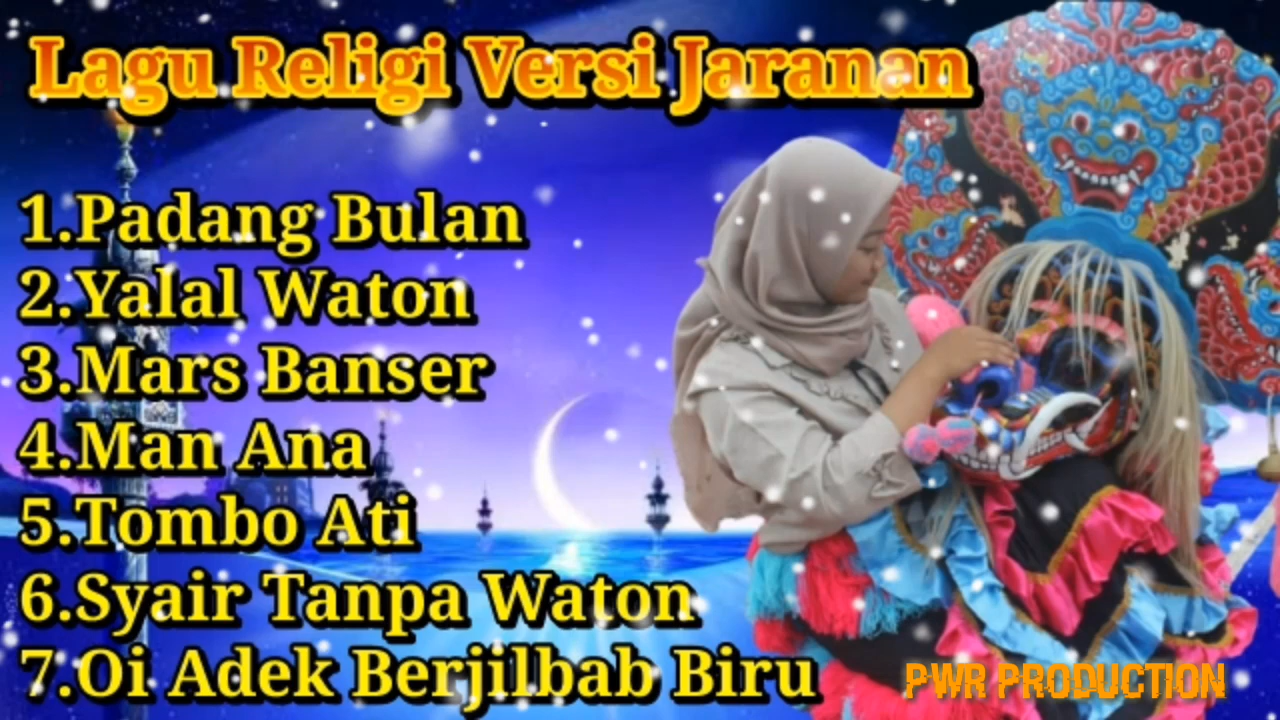 Lagu Religi Versi Jaranan
1.Padang Bulan
2.Yalal Waton
3.Mars Banser
4.Man Ana
5.Tombo Ati
6.Syair Tanpa Waton
7.Oi Adek Berjilbab Biru
PWR PRODUCTION